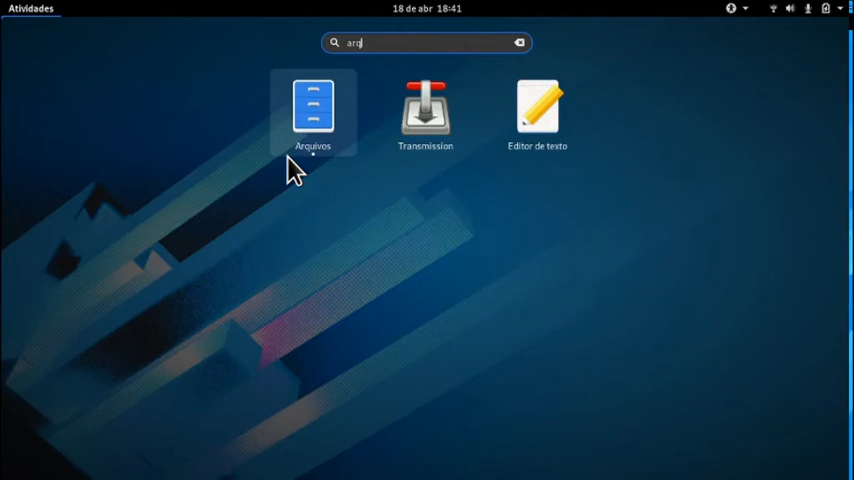 Atividades
18 de abr 18:41
arq
Arquivos
Transmission
Editor de texto